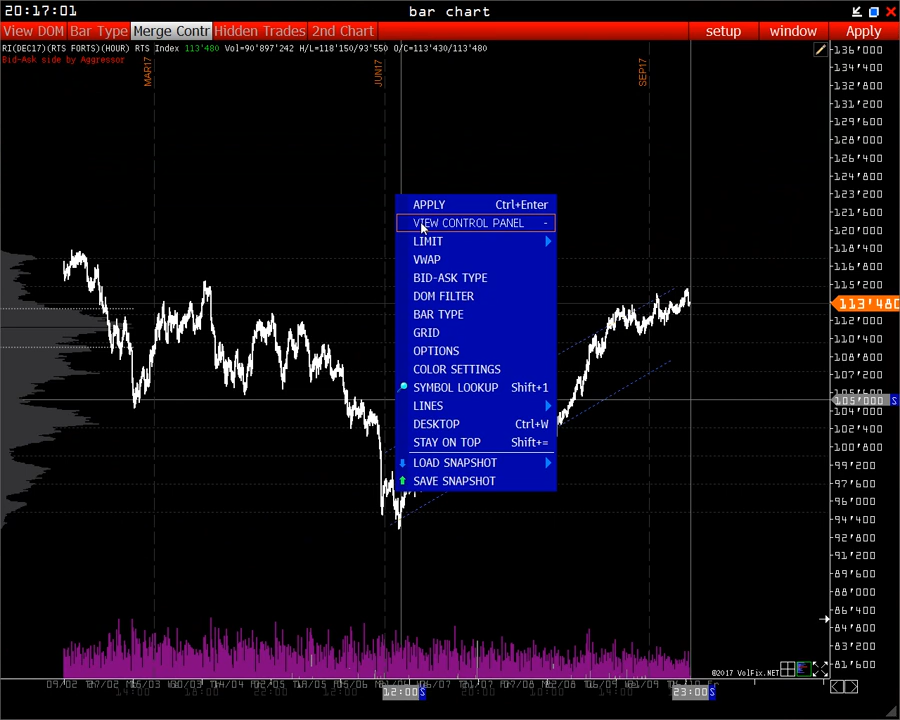 20:17:01
bar chart
View DOM
Bar Type
Merge Contr
Hidden Trades
2nd Chart
setup
window
Apply
RI(DEC17)(RTS FORTS)(HOUR) RTS Index 113'480 Vol=90'897'242 H/L=118'150/93'550 O/C=113'430/113'480
Bid-Ask side by Aggressor
MAR17
JUN17
SEP17
136'000
134'400
132'800
131'200
129'600
128'000
126'400
124'800
123'200
121'600
120'000
118'400
116'800
115'200
113'480
112'000
110'400
108'800
107'200
105'000 S
104'000
102'400
100'800
99'200
97'600
96'000
94'400
92'800
91'200
89'600
88'000
86'400
84'800
83'200
81'600
APPLY Ctrl+Enter
VIEW CONTROL PANEL -
LIMIT
VWAP
BID-ASK TYPE
DOM FILTER
BAR TYPE
GRID
OPTIONS
COLOR SETTINGS
SYMBOL LOOKUP Shift+1
LINES
DESKTOP Ctrl+W
STAY ON TOP Shift+=
LOAD SNAPSHOT
SAVE SNAPSHOT
©2017 VolFix.NET
12:00 S
23:00 S